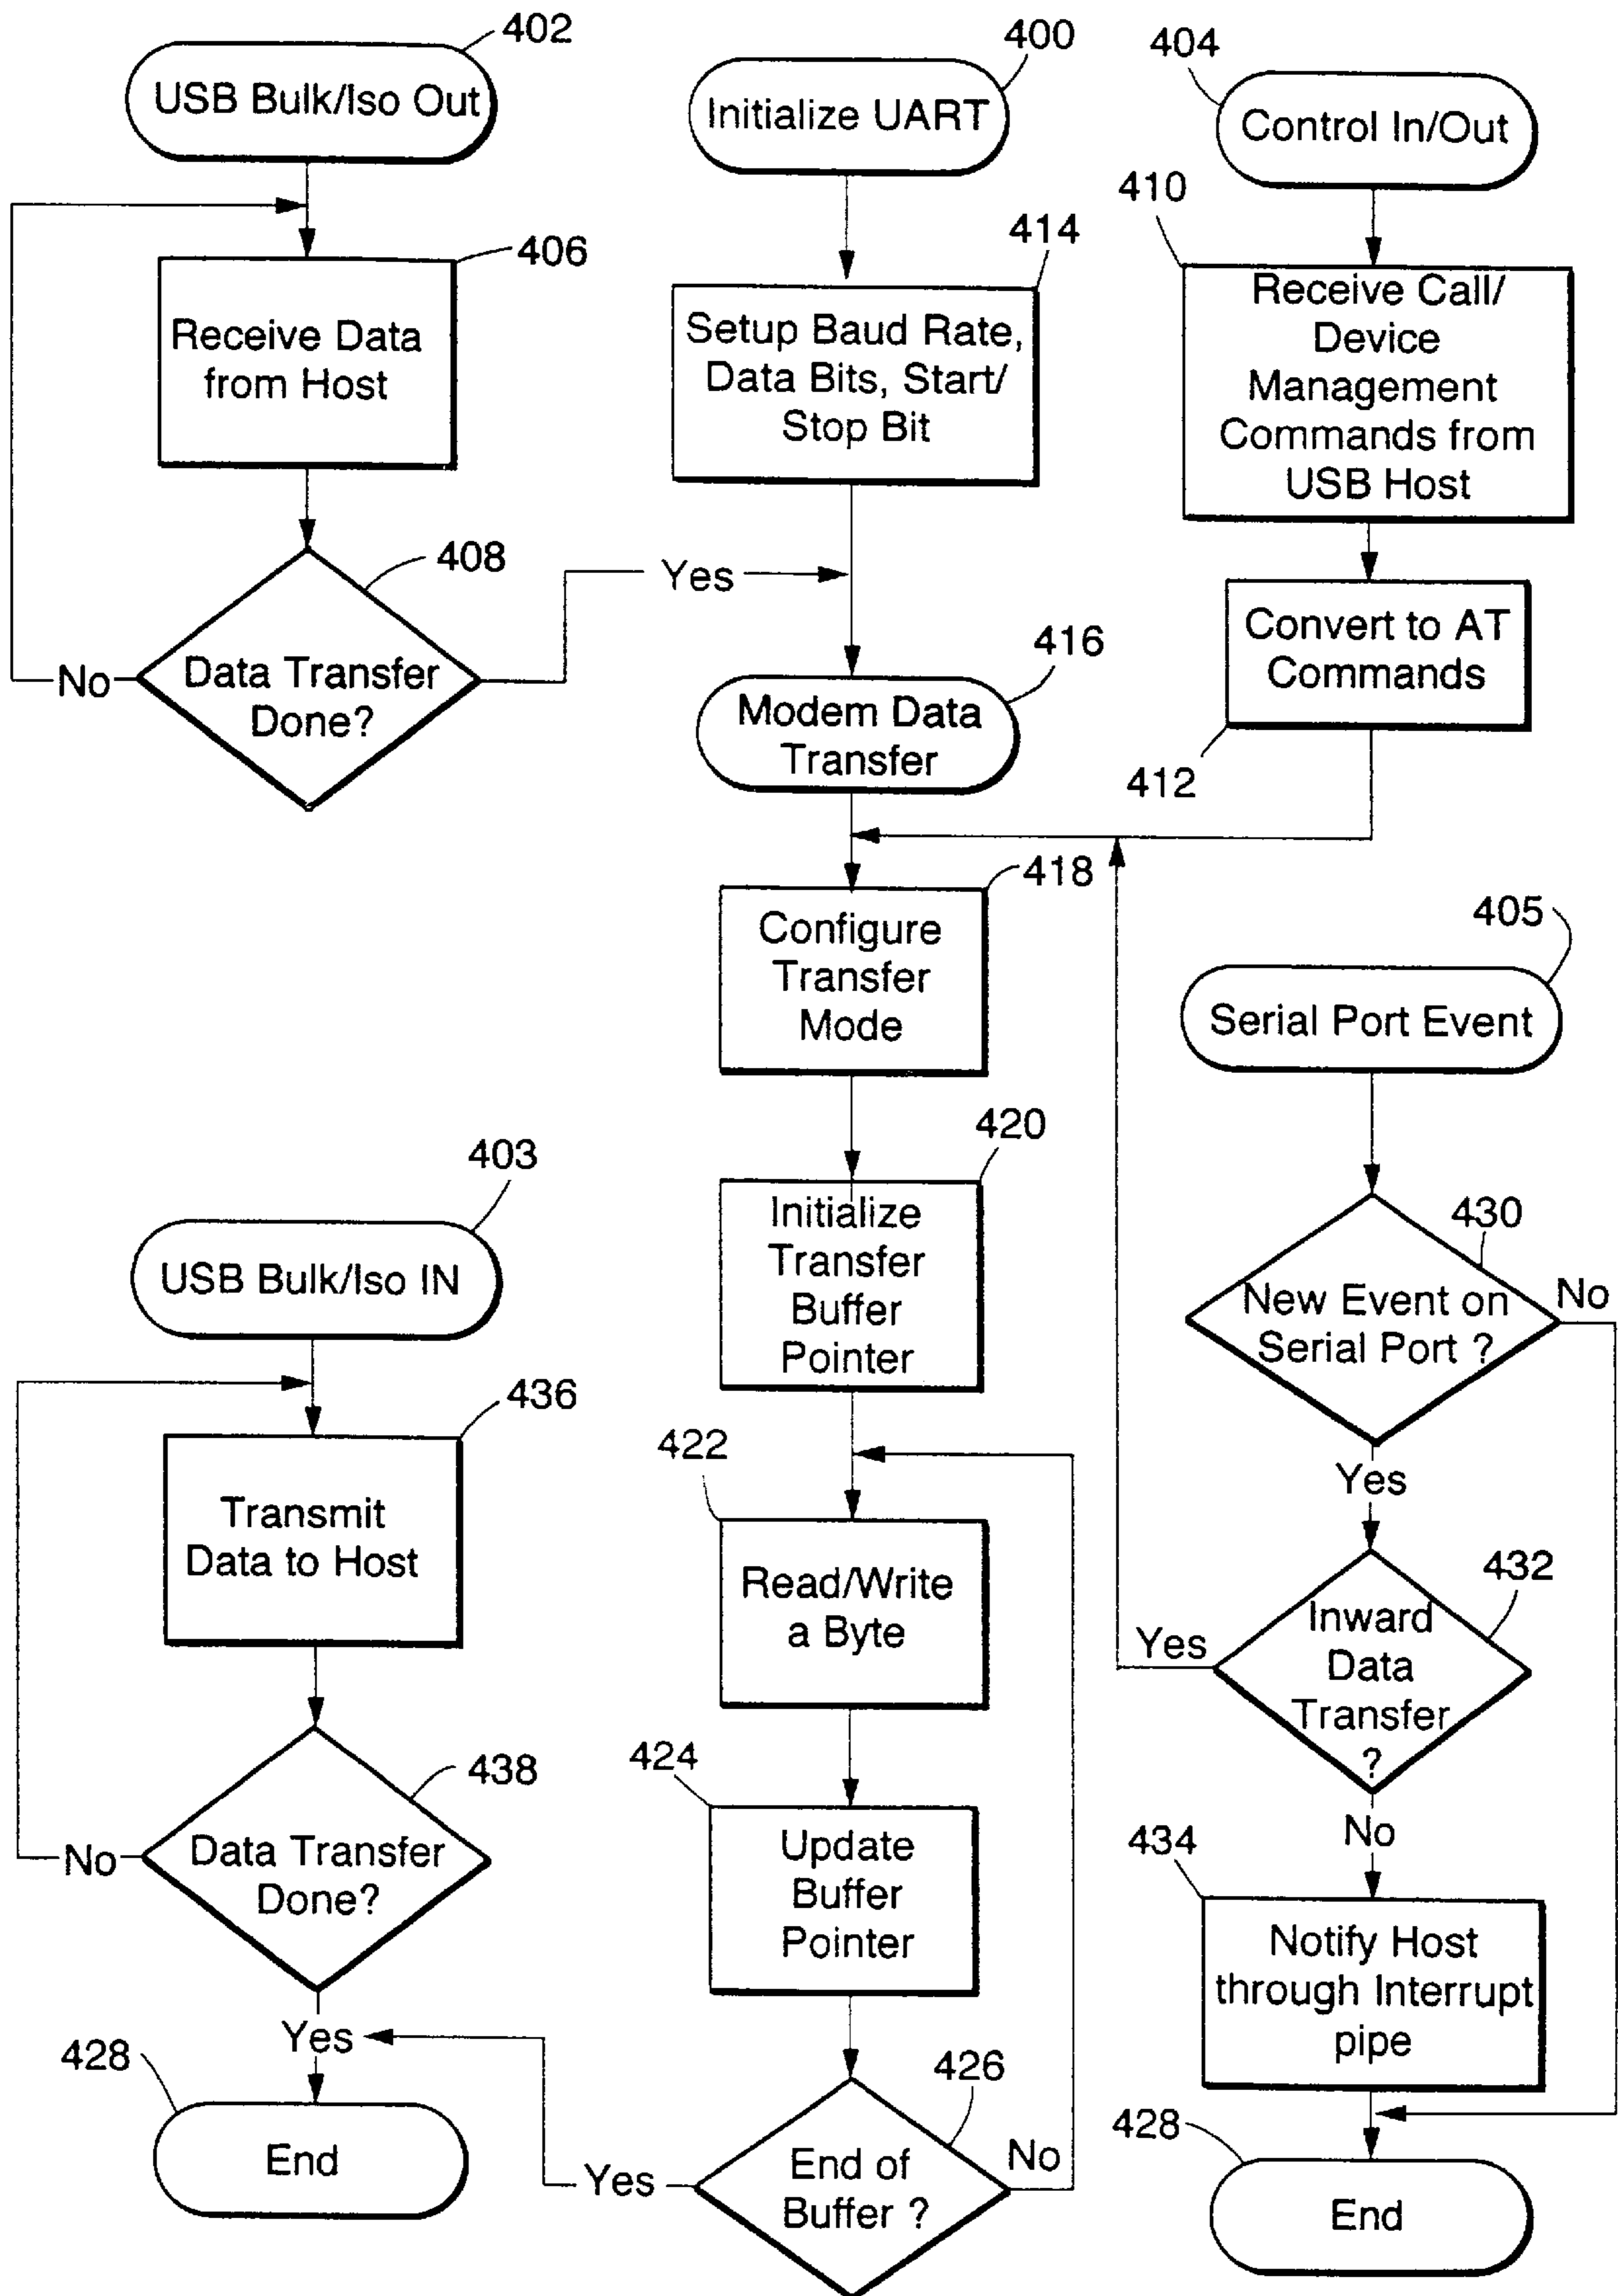 402
USB Bulk/Iso Out
406
Receive Data
from Host
408
Data Transfer
Done?
No
Yes
400
Initialize UART
414
Setup Baud Rate,
Data Bits, Start/
Stop Bit
416
Modem Data
Transfer
404
Control In/Out
410
Receive Call/
Device
Management
Commands from
USB Host
Convert to AT
Commands
412
418
Configure
Transfer
Mode
420
Initialize
Transfer
Buffer
Pointer
422
Read/Write
a Byte
424
Update
Buffer
Pointer
426
End of
Buffer ?
No
Yes
405
Serial Port Event
430
New Event on
Serial Port ?
No
Yes
432
Inward
Data
Transfer
?
Yes
No
434
Notify Host
through Interrupt
pipe
428
End
403
USB Bulk/Iso IN
436
Transmit
Data to Host
438
Data Transfer
Done?
No
Yes
428
End